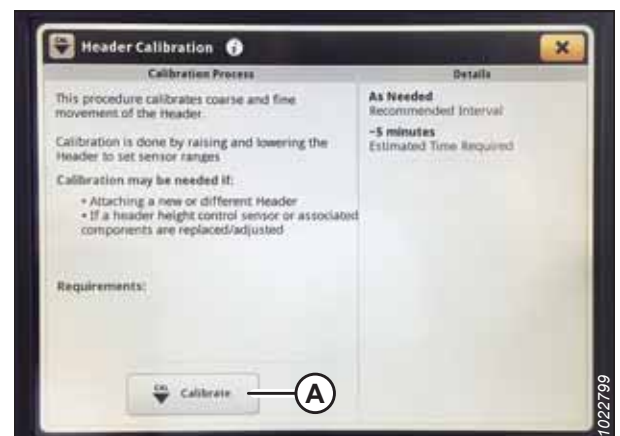 CAL
Header Calibration i
Calibration Process
Details
This procedure calibrates coarse and fine
movement of the Header
Calibration is done by raising and lowering the
Header to set sensor ranges
Calibration may be needed if:
• Attaching a new or different Header
• If a header height control sensor or associated
components are replaced/adjusted
Requirements:
As Needed
Recommended Interval
~5 minutes
Estimated Time Required
CAL Calibrate
A
1022799